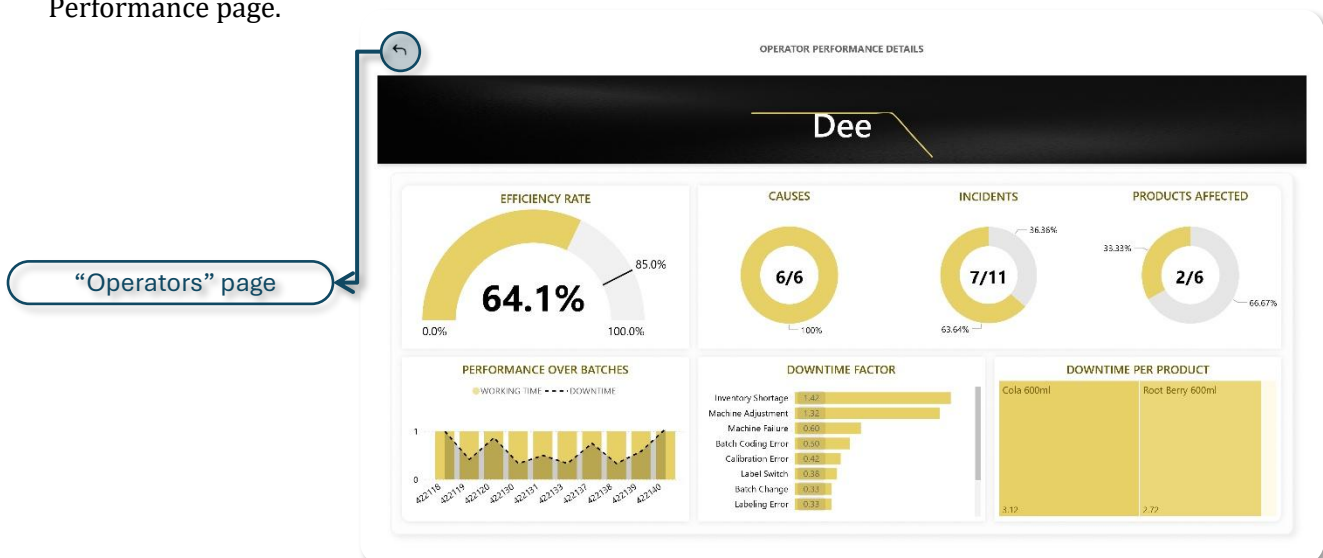 Performance page.
OPERATOR PERFORMANCE DETAILS
Dee
“Operators” page
EFFICIENCY RATE
85.0%
64.1%
0.0%
100.0%
CAUSES
6/6
100%
INCIDENTS
36.36%
7/11
63.64%
PRODUCTS AFFECTED
33.33%
2/6
66.67%
PERFORMANCE OVER BATCHES
WORKING TIME DOWNTIME
1
0
422118 422119 422120 422130 422131 422133 422137 422138 422139 422140
DOWNTIME FACTOR
Inventory Shortage 1.42
Machine Adjustment 1.32
Machine Failure 0.60
Batch Coding Error 0.50
Calibration Error 0.42
Label Switch 0.38
Batch Change 0.33
Labeling Error 0.33
DOWNTIME PER PRODUCT
Cola 600ml
Root Berry 600ml
3.12
2.72